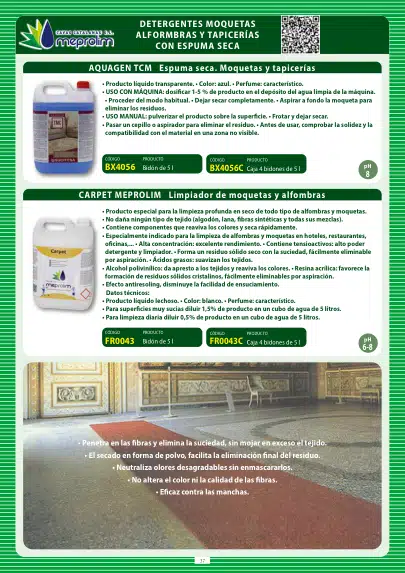 CAYRE CATALANAS S.L.
meprolim
DETERGENTES MOQUETAS
ALFORMBRAS Y TAPICERÍAS
CON ESPUMA SECA
AQUAGEN TCM Espuma seca. Moquetas y tapicerías
• Producto líquido transparente. • Color: azul. • Perfume: característico.
• USO CON MÁQUINA: dosificar 1-5 % de producto en el depósito del agua limpia de la máquina.
• Proceder del modo habitual. • Dejar secar completamente. • Aspirar a fondo la moqueta para
eliminar los residuos.
• USO MANUAL: pulverizar el producto sobre la superficie. • Frotar y dejar secar.
• Pasar un cepillo o aspirador para eliminar el residuo. • Antes de usar, comprobar la solidez y la
compatibilidad con el material en una zona no visible.
CÓDIGO PRODUCTO
BX4056 Bidón de 5 l
CÓDIGO PRODUCTO
BX4056C Caja 4 bidones de 5 l
pH
8
CARPET MEPROLIM Limpiador de moquetas y alfombras
• Producto especial para la limpieza profunda en seco de todo tipo de alfombras y moquetas.
• No daña ningún tipo de tejido (algodón, lana, fibras sintéticas y todas sus mezclas).
• Contiene componentes que reaviva los colores y seca rápidamente.
• Especialmente indicado para la limpieza de alfombras y moquetas en hoteles, restaurantes,
oficinas,... • Alta concentración: excelente rendimiento. • Contiene tensioactivos: alto poder
detergente y limpiador. • Forma un residuo sólido seco con la suciedad, fácilmente eliminable
por aspiración. • Ácidos grasos: suavizan los tejidos.
• Alcohol polivinílico: da apresto a los tejidos y reaviva los colores. • Resina acrílica: favorece la
formación de residuos sólidos cristalinos, fácilmente eliminables por aspiración.
• Efecto antiresoling, disminuye la facilidad de ensuciamiento.
Datos técnicos:
• Producto líquido lechoso. • Color: blanco. • Perfume: característico.
• Para superficies muy sucias diluir 1,5% de producto en un cubo de agua de 5 litros.
• Para limpieza diaria diluir 0,5% de producto en un cubo de agua de 5 litros.
Carpet
meprolim
CÓDIGO PRODUCTO
FR0043 Bidón de 5 l
CÓDIGO PRODUCTO
FR0043C Caja 4 bidones de 5 l
pH
6-8
• Penetra en las fibras y elimina la suciedad, sin mojar en exceso el tejido.
• El secado en forma de polvo, facilita la eliminación final del residuo.
• Neutraliza olores desagradables sin enmascararlos.
• No altera el color ni la calidad de las fibras.
• Eficaz contra las manchas.
37